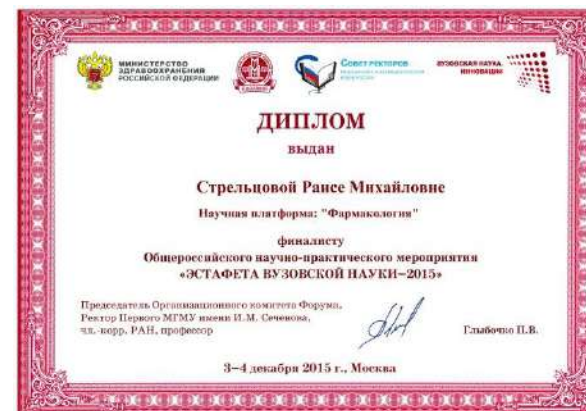 МИНИСТЕРСТВО
ЗДРАВООХРАНЕНИЯ
РОССИЙСКОЙ ФЕДЕРАЦИИ
СОВЕТ РЕКТОРОВ
ВУЗОВСКАЯ НАУКА.
ИННОВАЦИИ
ДИПЛОМ
выдан
Стрельцовой Раисе Михайловне
Научная платформа: "Фармакология"
финалисту
Общероссийского научно-практического мероприятия
«ЭСТАФЕТА ВУЗОВСКОЙ НАУКИ–2015»
Председатель Организационного комитета Форума,
Ректор Первого МГМУ имени И.М. Сеченова,
чл.-корр. РАН, профессор
Глыбочко П.В.
3–4 декабря 2015 г., Москва